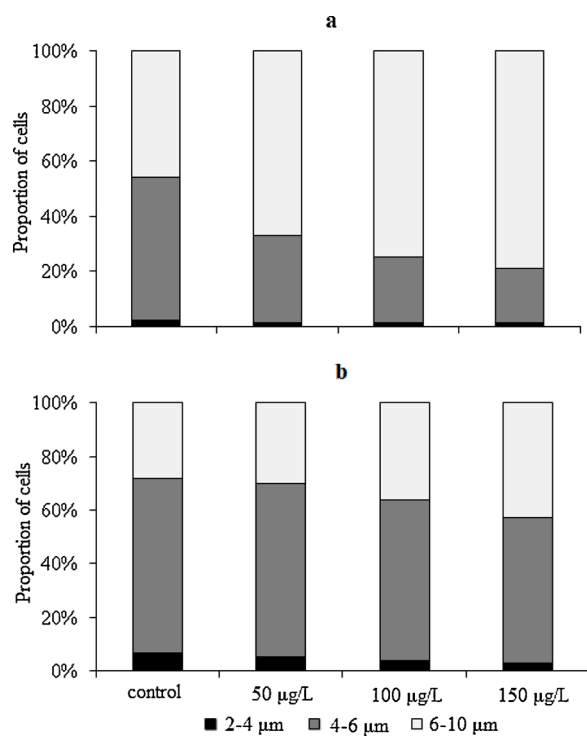 a
100%
80%
60%
40%
20%
0%
Proportion of cells
b
100%
80%
60%
40%
20%
0%
Proportion of cells
control 50 µg/L 100 µg/L 150 µg/L
2-4 µm 4-6 µm 6-10 µm